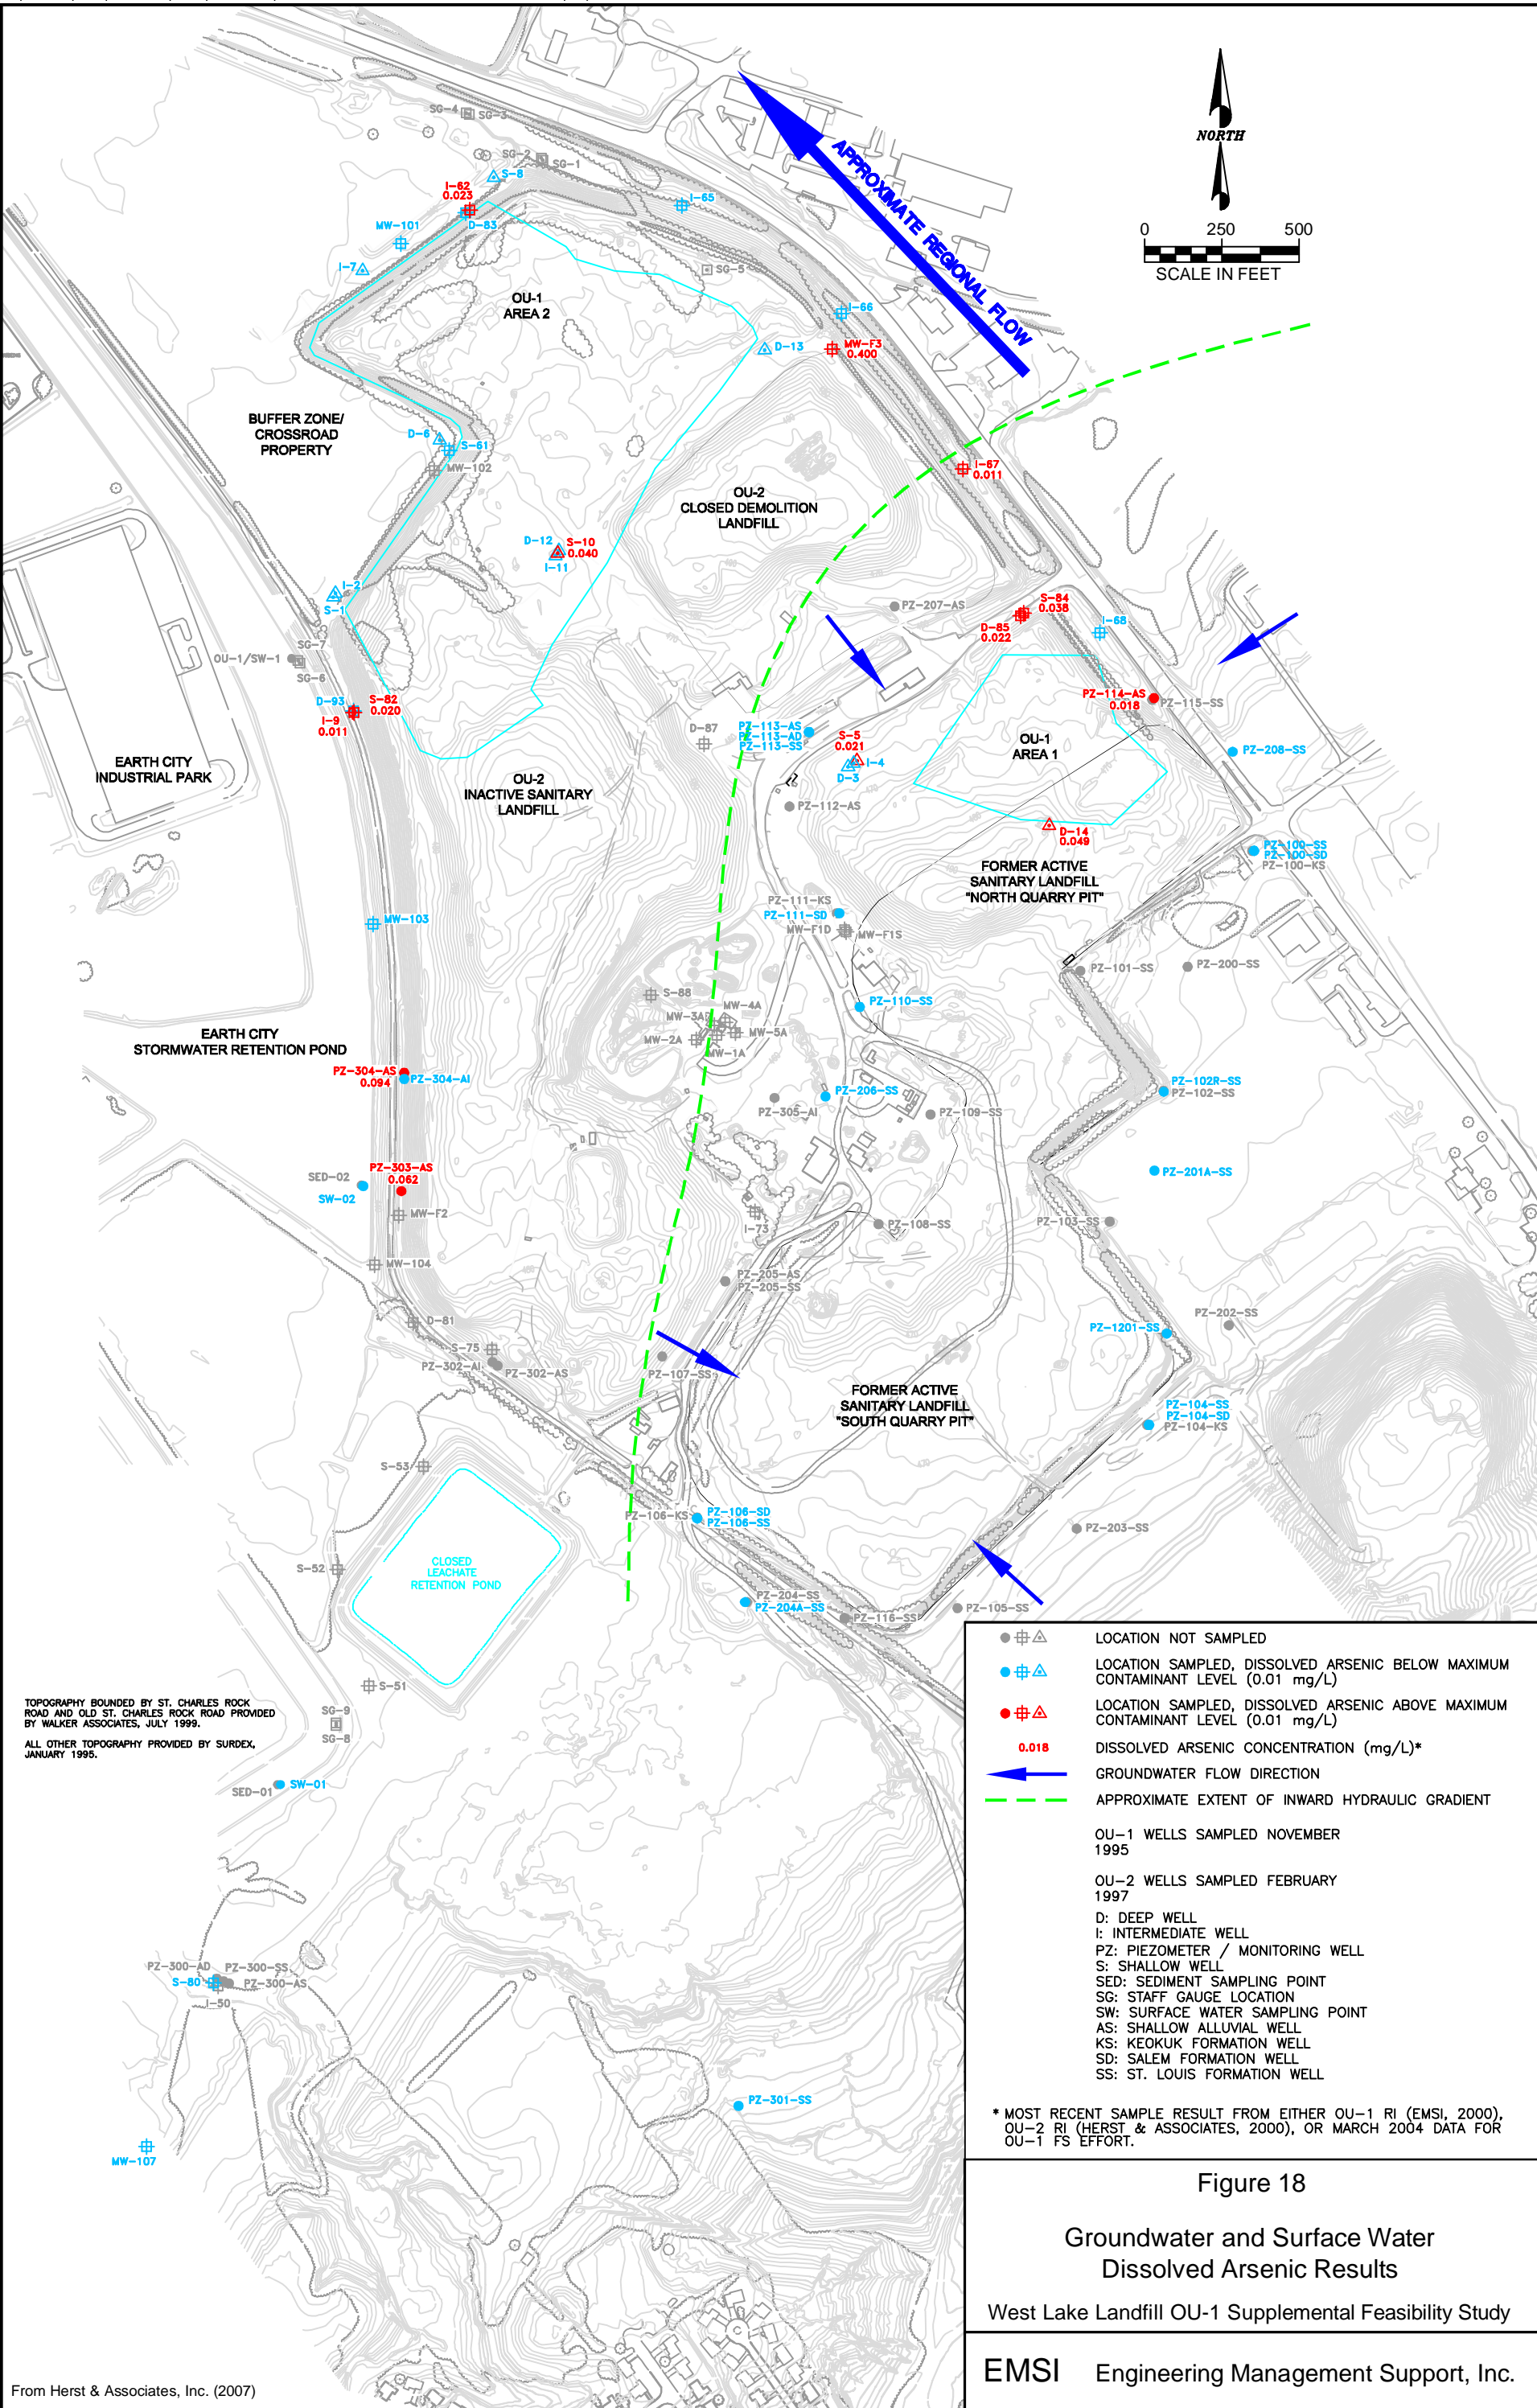 SG-4
SG-3
SG-2
SG-1
S-8
I-62
0.023
D-83
I-65
MW-101
I-7
SG-5
APPROXIMATE REGIONAL FLOW
NORTH
0 250 500
SCALE IN FEET
OU-1
AREA 2
I-66
D-13
MW-F3
0.400
BUFFER ZONE/
CROSSROAD
PROPERTY
D-6
S-61
MW-102
I-67
0.011
OU-2
CLOSED DEMOLITION
LANDFILL
D-12
S-10
0.040
I-11
I-2
S-1
PZ-207-AS
S-84
0.038
D-85
0.022
I-68
SG-7
OU-1/SW-1
SG-6
D-93
S-82
0.020
I-9
0.011
PZ-114-AS
0.018
PZ-115-SS
D-87
PZ-113-AS
PZ-113-AD
PZ-113-SS
S-5
0.021
I-4
D-3
OU-1
AREA 1
PZ-208-SS
EARTH CITY
INDUSTRIAL PARK
OU-2
INACTIVE SANITARY
LANDFILL
PZ-112-AS
D-14
0.049
PZ-100-SS
PZ-100-SD
PZ-100-KS
FORMER ACTIVE
SANITARY LANDFILL
"NORTH QUARRY PIT"
PZ-111-KS
PZ-111-SD
MW-F1D
MW-F1S
MW-103
PZ-101-SS
PZ-200-SS
S-88
PZ-110-SS
MW-4A
MW-3A
MW-5A
MW-2A
MW-1A
EARTH CITY
STORMWATER RETENTION POND
PZ-304-AS
0.094
PZ-304-AI
PZ-102R-SS
PZ-102-SS
PZ-206-SS
PZ-305-AI
PZ-109-SS
PZ-303-AS
0.062
SED-02
SW-02
PZ-201A-SS
MW-F2
I-73
PZ-108-SS
PZ-103-SS
MW-104
PZ-205-AS
PZ-205-SS
D-81
PZ-202-SS
PZ-1201-SS
S-75
PZ-302-AI
PZ-302-AS
PZ-107-SS
FORMER ACTIVE
SANITARY LANDFILL
"SOUTH QUARRY PIT"
PZ-104-SS
PZ-104-SD
PZ-104-KS
S-53
PZ-106-KS
PZ-106-SD
PZ-106-SS
PZ-203-SS
S-52
CLOSED
LEACHATE
RETENTION POND
PZ-204-SS
PZ-204A-SS
PZ-116-SS
PZ-105-SS
S-51
SG-9
SG-8
TOPOGRAPHY BOUNDED BY ST. CHARLES ROCK
ROAD AND OLD ST. CHARLES ROCK ROAD PROVIDED
BY WALKER ASSOCIATES, JULY 1999.
ALL OTHER TOPOGRAPHY PROVIDED BY SURDEX,
JANUARY 1995.
SED-01
SW-01
PZ-300-AD
PZ-300-SS
S-80
PZ-300-AS
I-50
PZ-301-SS
MW-107
LOCATION NOT SAMPLED
LOCATION SAMPLED, DISSOLVED ARSENIC BELOW MAXIMUM
CONTAMINANT LEVEL (0.01 mg/L)
LOCATION SAMPLED, DISSOLVED ARSENIC ABOVE MAXIMUM
CONTAMINANT LEVEL (0.01 mg/L)
0.018 DISSOLVED ARSENIC CONCENTRATION (mg/L)*
GROUNDWATER FLOW DIRECTION
APPROXIMATE EXTENT OF INWARD HYDRAULIC GRADIENT
OU-1 WELLS SAMPLED NOVEMBER
1995
OU-2 WELLS SAMPLED FEBRUARY
1997
D: DEEP WELL
I: INTERMEDIATE WELL
PZ: PIEZOMETER / MONITORING WELL
S: SHALLOW WELL
SED: SEDIMENT SAMPLING POINT
SG: STAFF GAUGE LOCATION
SW: SURFACE WATER SAMPLING POINT
AS: SHALLOW ALLUVIAL WELL
KS: KEOKUK FORMATION WELL
SD: SALEM FORMATION WELL
SS: ST. LOUIS FORMATION WELL
* MOST RECENT SAMPLE RESULT FROM EITHER OU-1 RI (EMSI, 2000),
OU-2 RI (HERST & ASSOCIATES, 2000), OR MARCH 2004 DATA FOR
OU-1 FS EFFORT.
Figure 18
Groundwater and Surface Water
Dissolved Arsenic Results
West Lake Landfill OU-1 Supplemental Feasibility Study
EMSI Engineering Management Support, Inc.
From Herst & Associates, Inc. (2007)